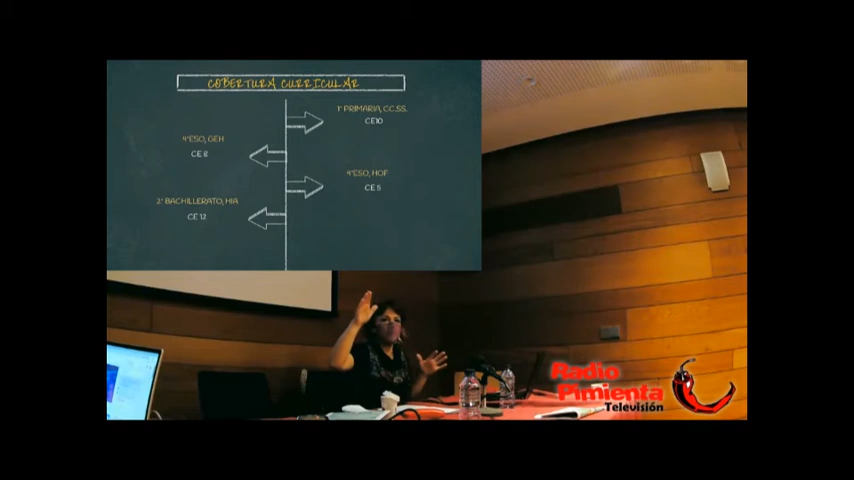 COBERTURA CURRICULAR
1º PRIMARIA, CC.SS.
CE10
4ºESO, GEH
CE 8
4ºESO, HOF
CE 5
2º BACHILLERATO, HIA
CE 12
Radio
Pimienta
Televisión